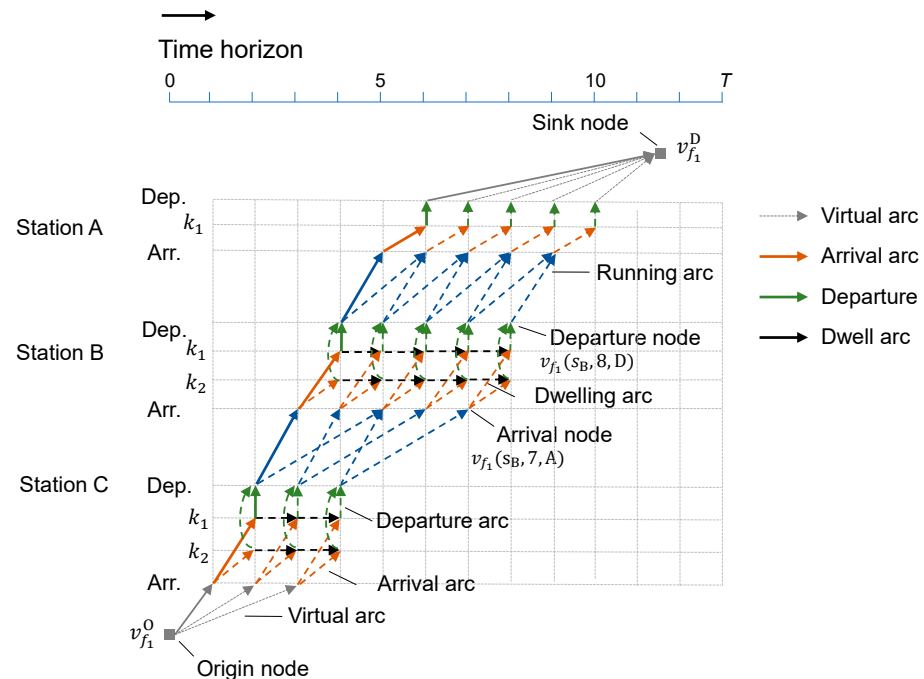 Time horizon
0 5 10 T
Sink node
v_{f_1}^D
Dep.
Station A
k_1
Arr.
Virtual arc
Arrival arc
Departure
Dwell arc
Running arc
Dep.
Station B
k_1
k_2
Arr.
Departure node
v_{f_1}(s_B, 8, D)
Dwelling arc
Arrival node
v_{f_1}(s_B, 7, A)
Station C
Dep.
k_1
k_2
Arr.
Departure arc
Arrival arc
Virtual arc
v_{f_1}^O
Origin node